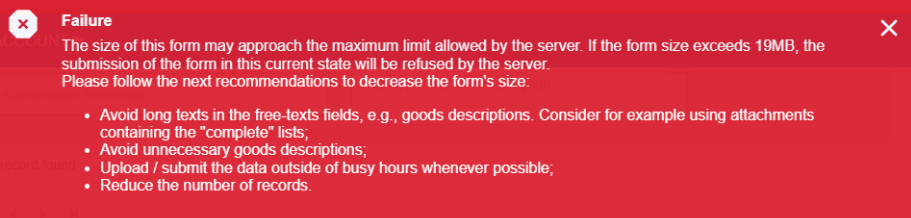 Failure
The size of this form may approach the maximum limit allowed by the server. If the form size exceeds 19MB, the
submission of the form in this current state will be refused by the server.
Please follow the next recommendations to decrease the form's size:
• Avoid long texts in the free-texts fields, e.g., goods descriptions. Consider for example using attachments
containing the "complete" lists;
• Avoid unnecessary goods descriptions;
• Upload / submit the data outside of busy hours whenever possible;
record found
• Reduce the number of records.